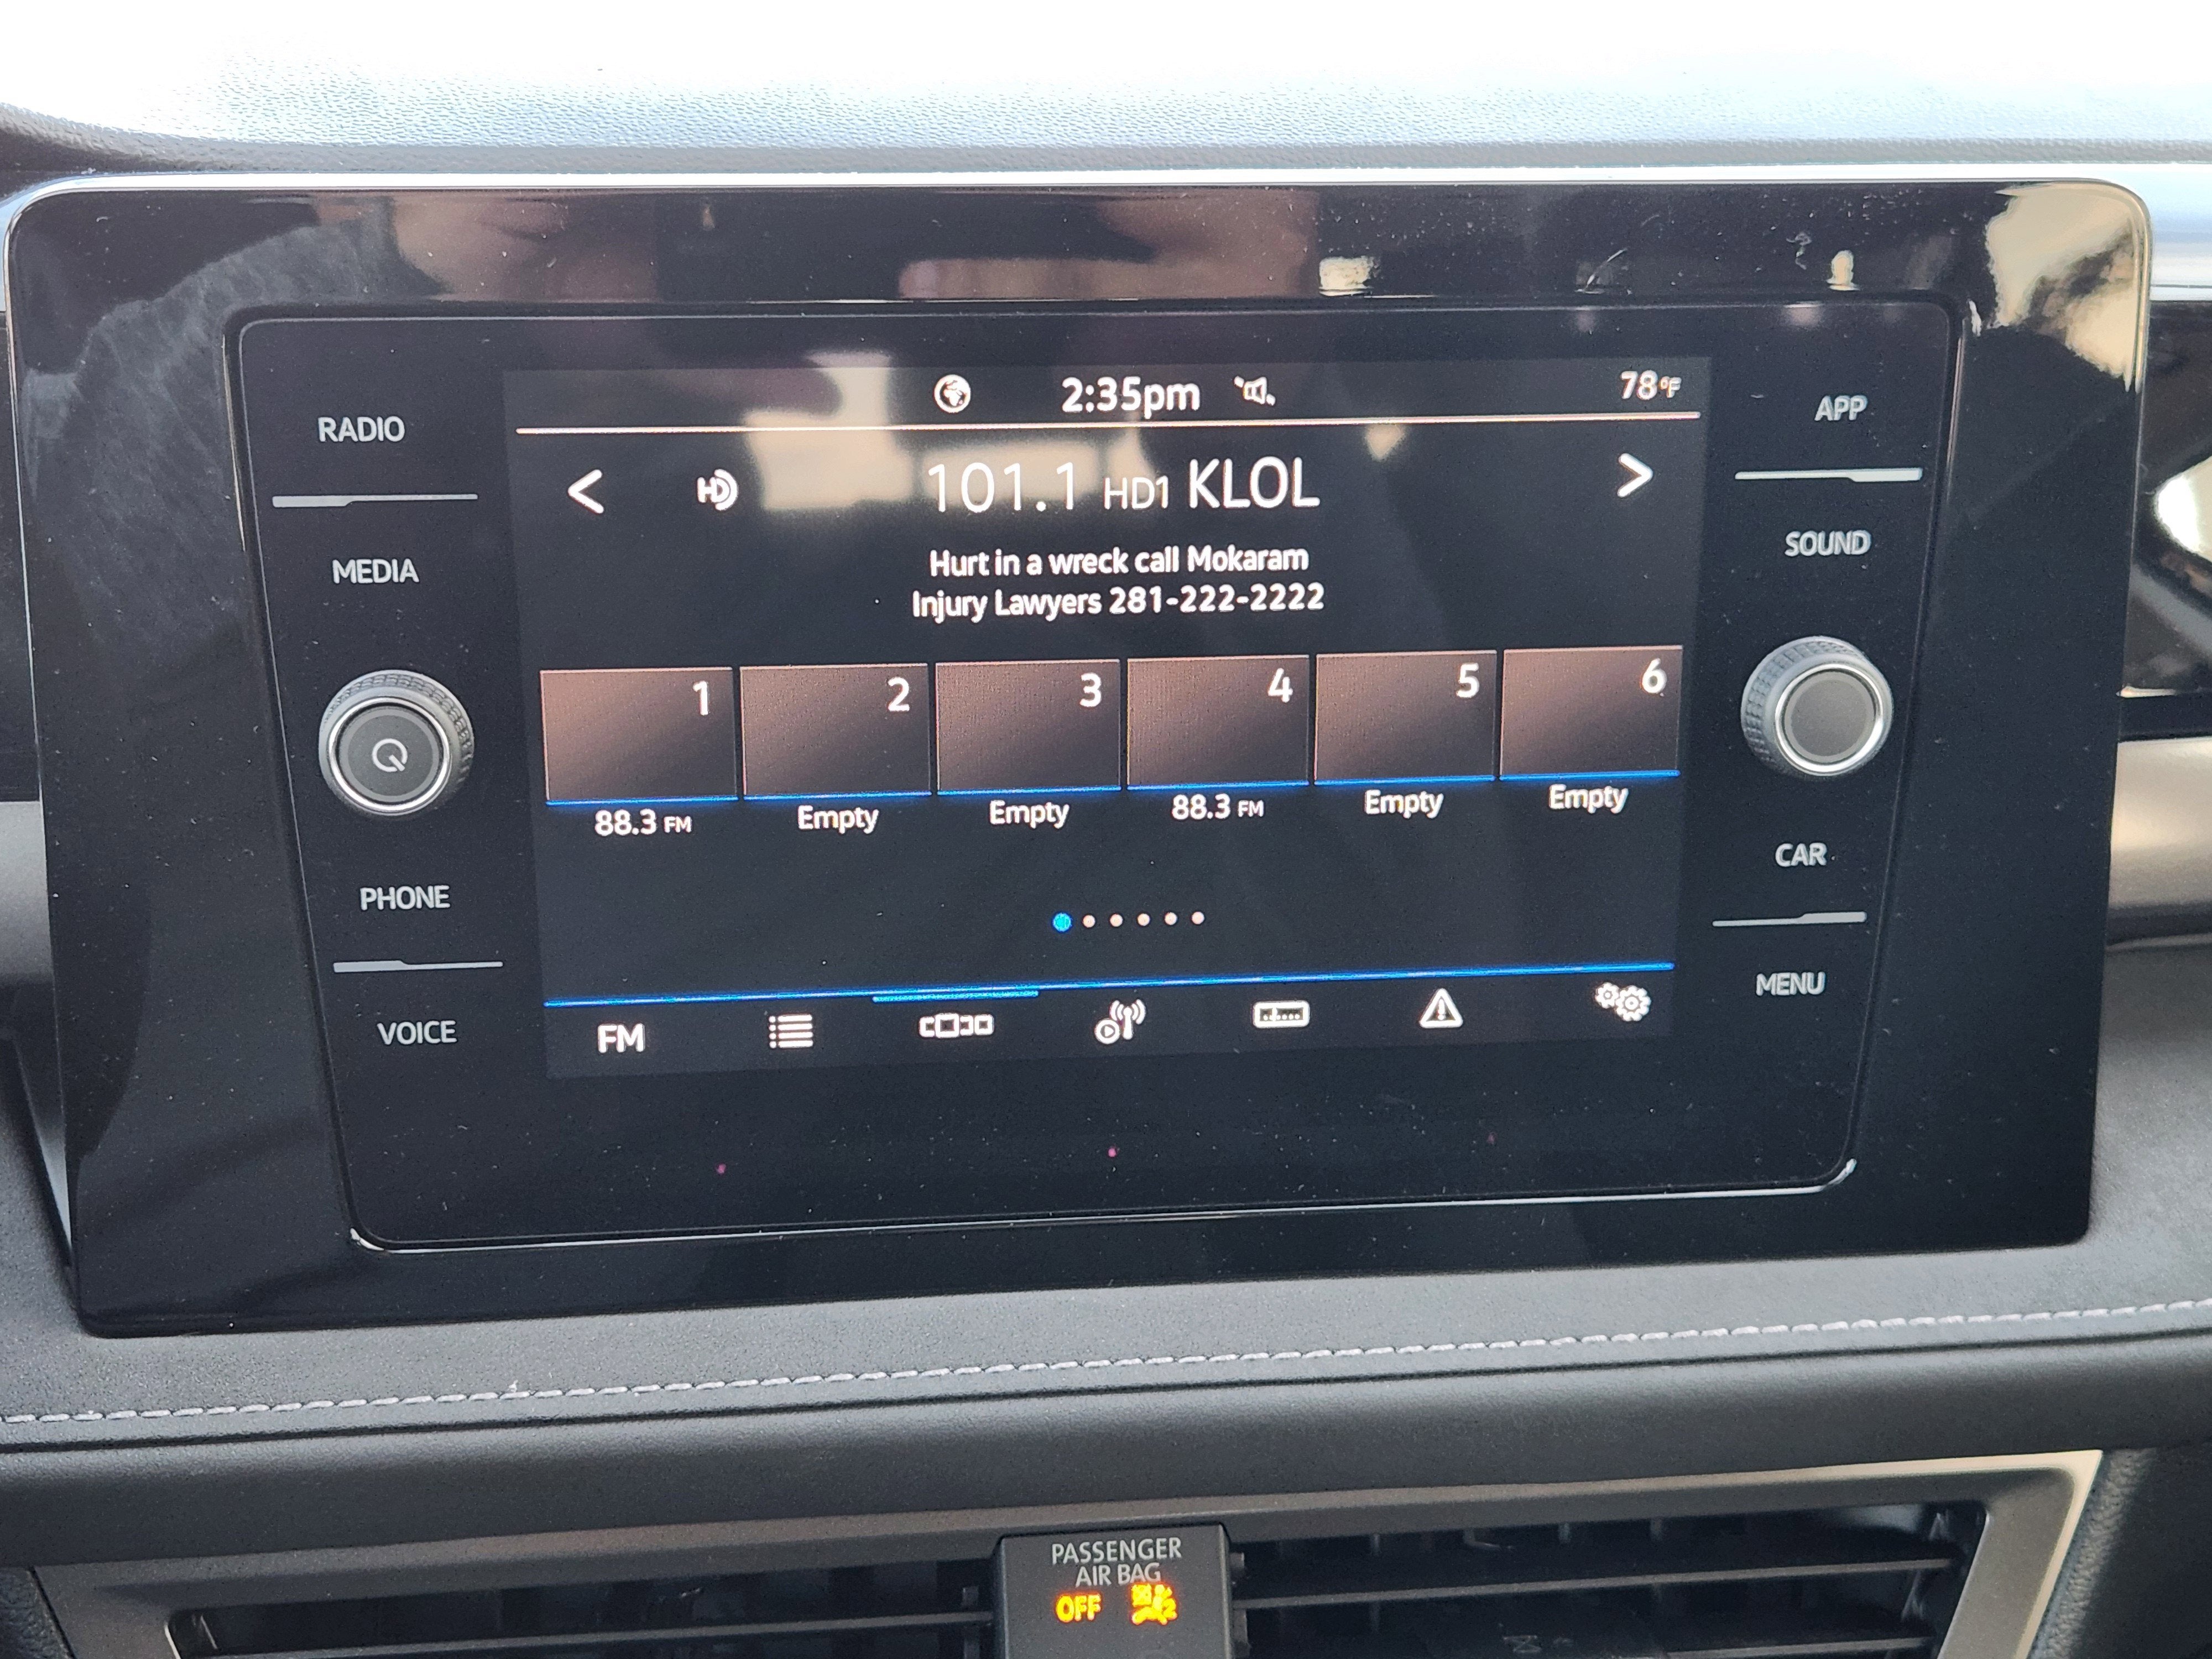 2:35pm
78°F
RADIO
MEDIA
PHONE
VOICE
< HD 101.1 HD1 KLOL >
Hurt in a wreck call Mokaram
Injury Lawyers 281-222-2222
1 2 3 4 5 6
88.3 FM Empty Empty 88.3 FM Empty Empty
FM
APP
SOUND
CAR
MENU
PASSENGER
AIR BAG
OFF